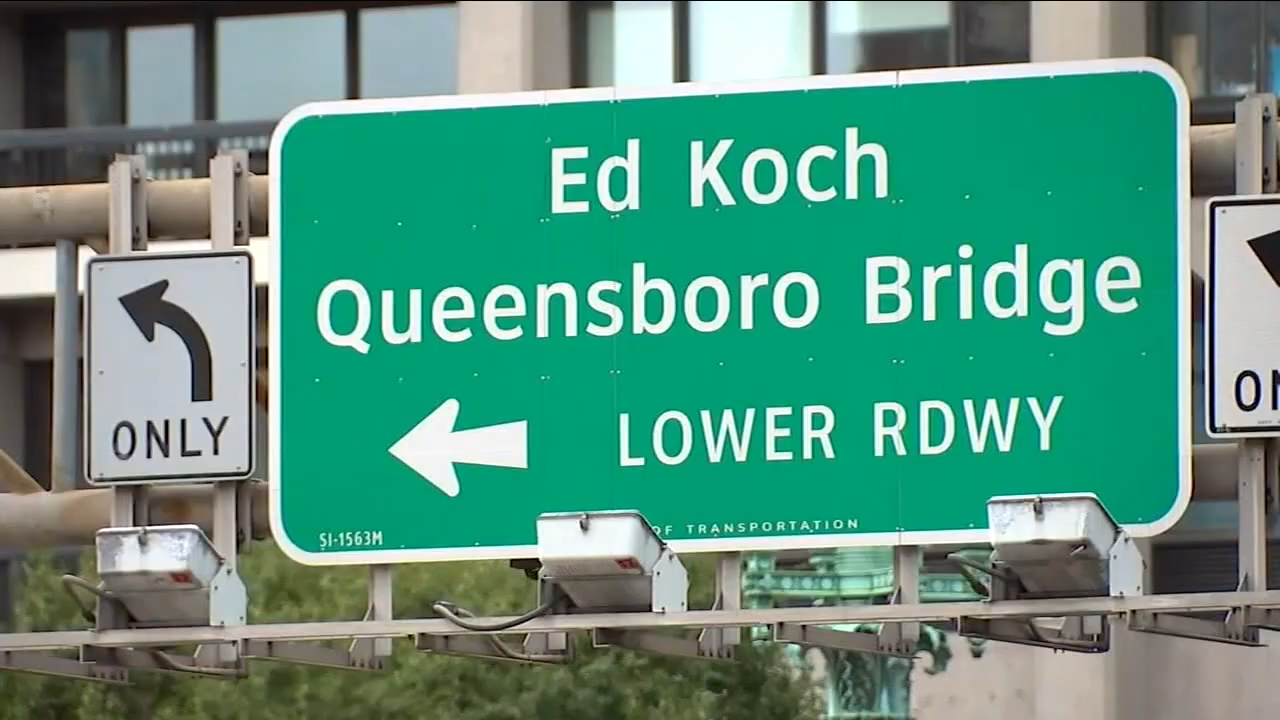 Ed Koch
Queensboro Bridge
LOWER RDWY
ONLY
SI-1563M
OF TRANSPORTATION